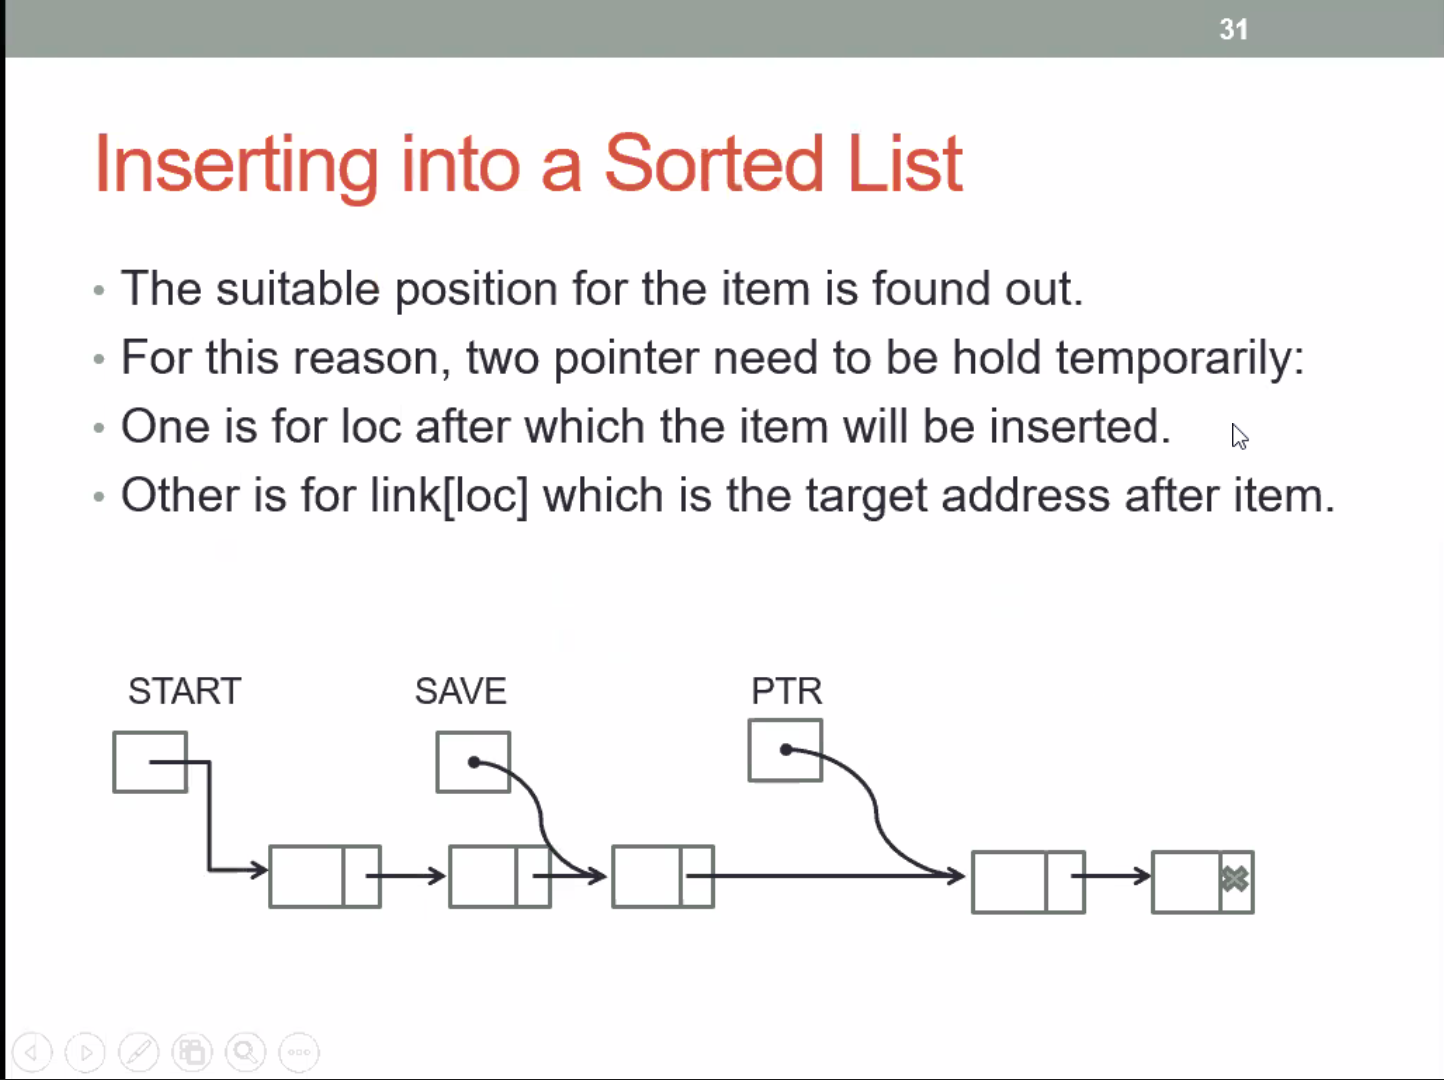 31
Inserting into a Sorted List
• The suitable position for the item is found out.
• For this reason, two pointer need to be hold temporarily:
• One is for loc after which the item will be inserted.
• Other is for link[loc] which is the target address after item.
START SAVE PTR